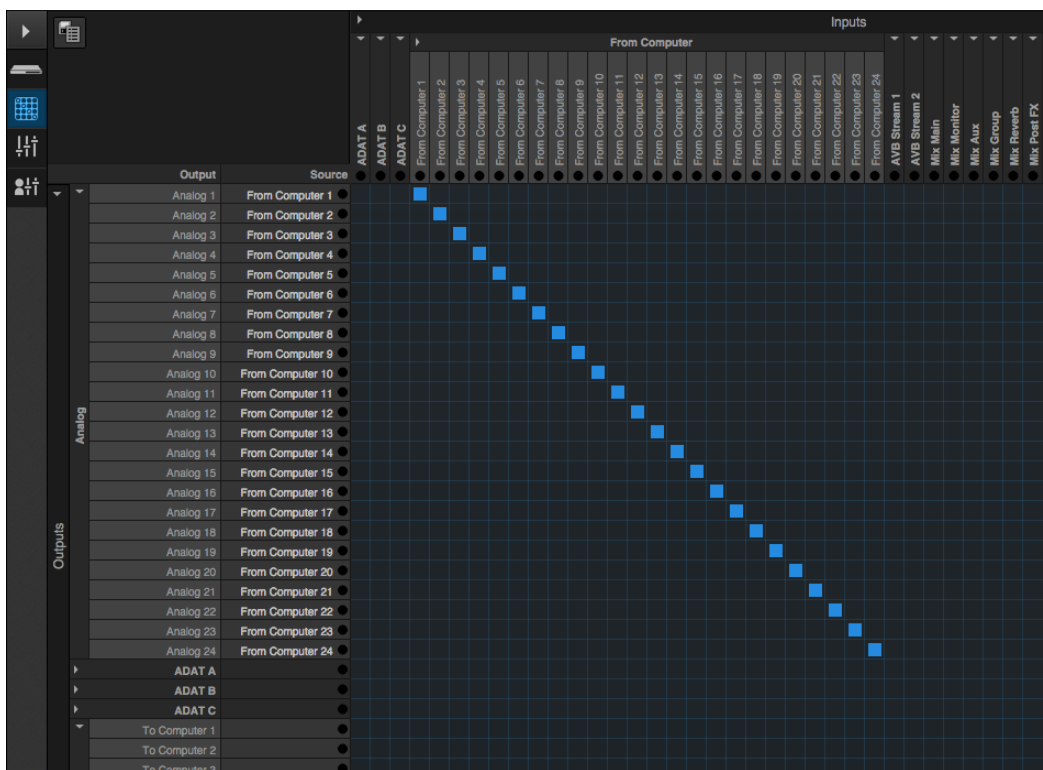 Inputs
From Computer
ADAT A
ADAT B
ADAT C
From Computer 1
From Computer 2
From Computer 3
From Computer 4
From Computer 5
From Computer 6
From Computer 7
From Computer 8
From Computer 9
From Computer 10
From Computer 11
From Computer 12
From Computer 13
From Computer 14
From Computer 15
From Computer 16
From Computer 17
From Computer 18
From Computer 19
From Computer 20
From Computer 21
From Computer 22
From Computer 23
From Computer 24
AVB Stream 1
AVB Stream 2
Mix Main
Mix Monitor
Mix Aux
Mix Group
Mix Reverb
Mix Post FX
Output Source
Outputs
Analog
Analog 1 From Computer 1
Analog 2 From Computer 2
Analog 3 From Computer 3
Analog 4 From Computer 4
Analog 5 From Computer 5
Analog 6 From Computer 6
Analog 7 From Computer 7
Analog 8 From Computer 8
Analog 9 From Computer 9
Analog 10 From Computer 10
Analog 11 From Computer 11
Analog 12 From Computer 12
Analog 13 From Computer 13
Analog 14 From Computer 14
Analog 15 From Computer 15
Analog 16 From Computer 16
Analog 17 From Computer 17
Analog 18 From Computer 18
Analog 19 From Computer 19
Analog 20 From Computer 20
Analog 21 From Computer 21
Analog 22 From Computer 22
Analog 23 From Computer 23
Analog 24 From Computer 24
ADAT A
ADAT B
ADAT C
To Computer 1
To Computer 2
To Computer 3